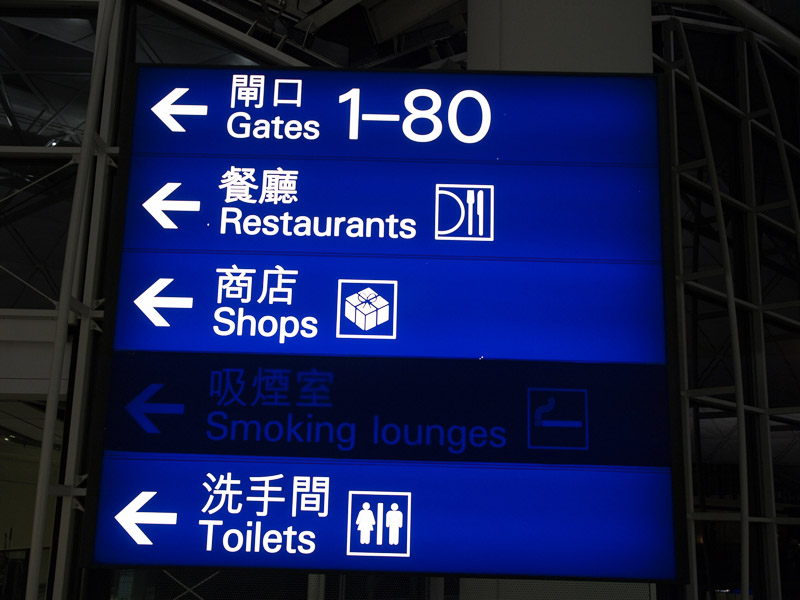 閘口
Gates 1-80
餐廳
Restaurants
商店
Shops
吸煙室
Smoking lounges
洗手間
Toilets